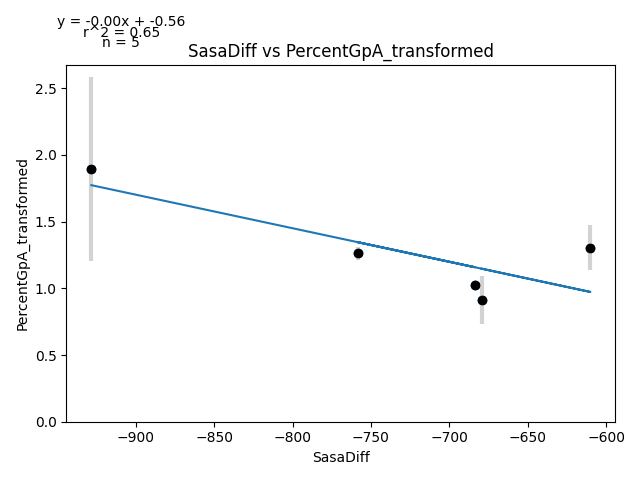 y = -0.00x + -0.56
r^2 = 0.65
n = 5
SasaDiff vs PercentGpA_transformed
PercentGpA_transformed
2.5
2.0
1.5
1.0
0.5
0.0
−900
−850
−800
−750
−700
−650
−600
SasaDiff